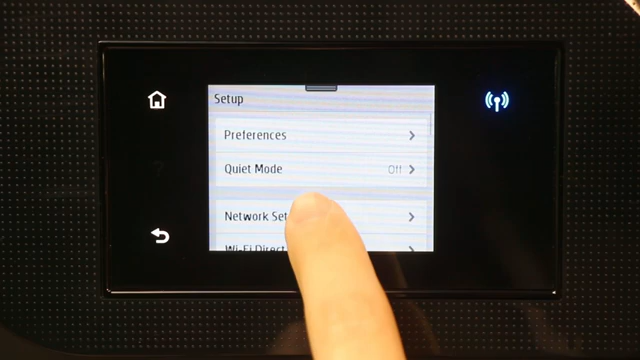 Setup
Preferences
Quiet Mode Off
Network Set
Wi-Fi Direct